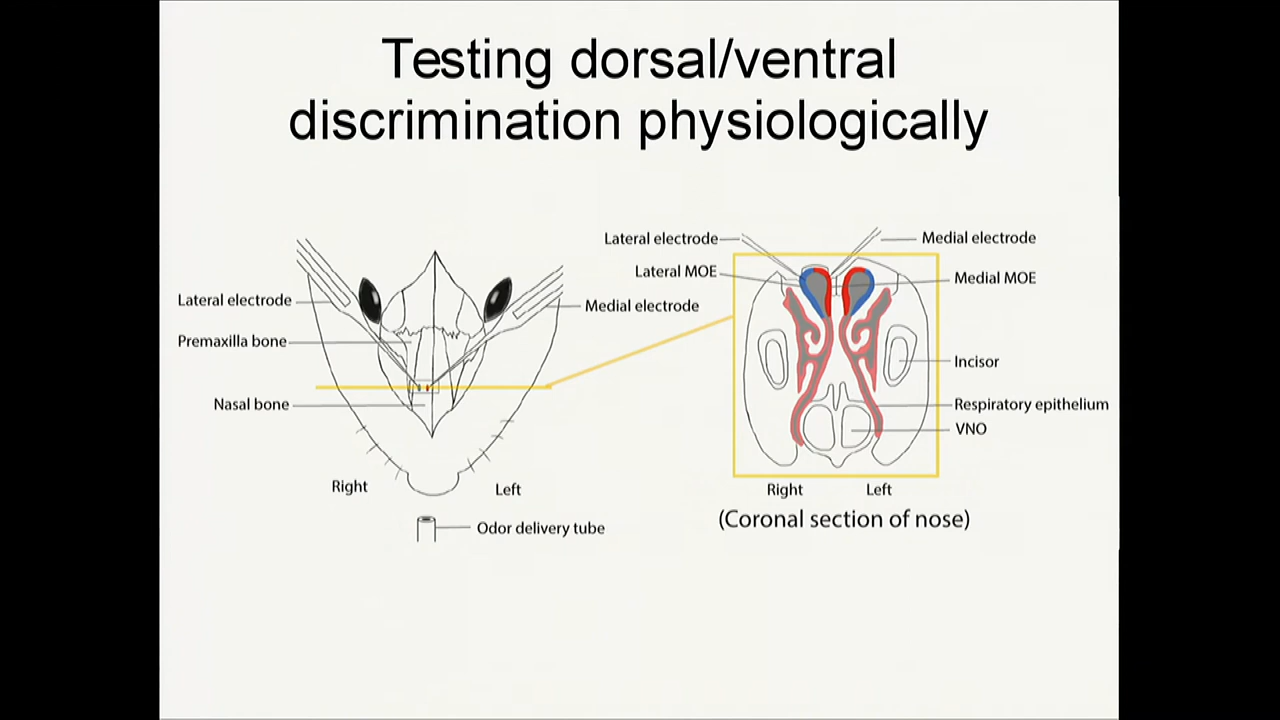 Testing dorsal/ventral
discrimination physiologically
Lateral electrode
Premaxilla bone
Nasal bone
Medial electrode
Right
Left
Odor delivery tube
Lateral electrode
Lateral MOE
Medial electrode
Medial MOE
Incisor
Respiratory epithelium
VNO
Right
Left
(Coronal section of nose)